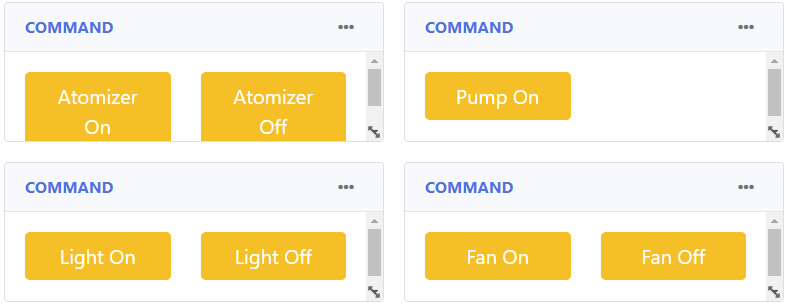 COMMAND
Atomizer
On
Atomizer
Off
COMMAND
Pump On
COMMAND
Light On
Light Off
COMMAND
Fan On
Fan Off